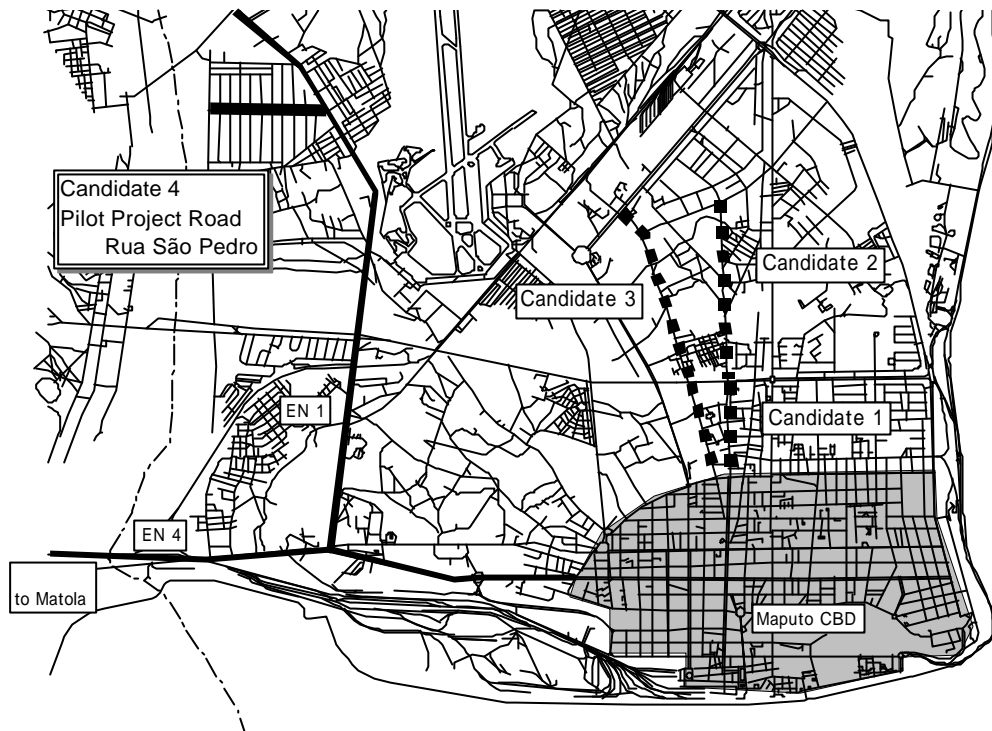 Candidate 4
Pilot Project Road
Rua São Pedro
Candidate 2
Candidate 3
EN 1
Candidate 1
EN 4
to Matola
Maputo CBD